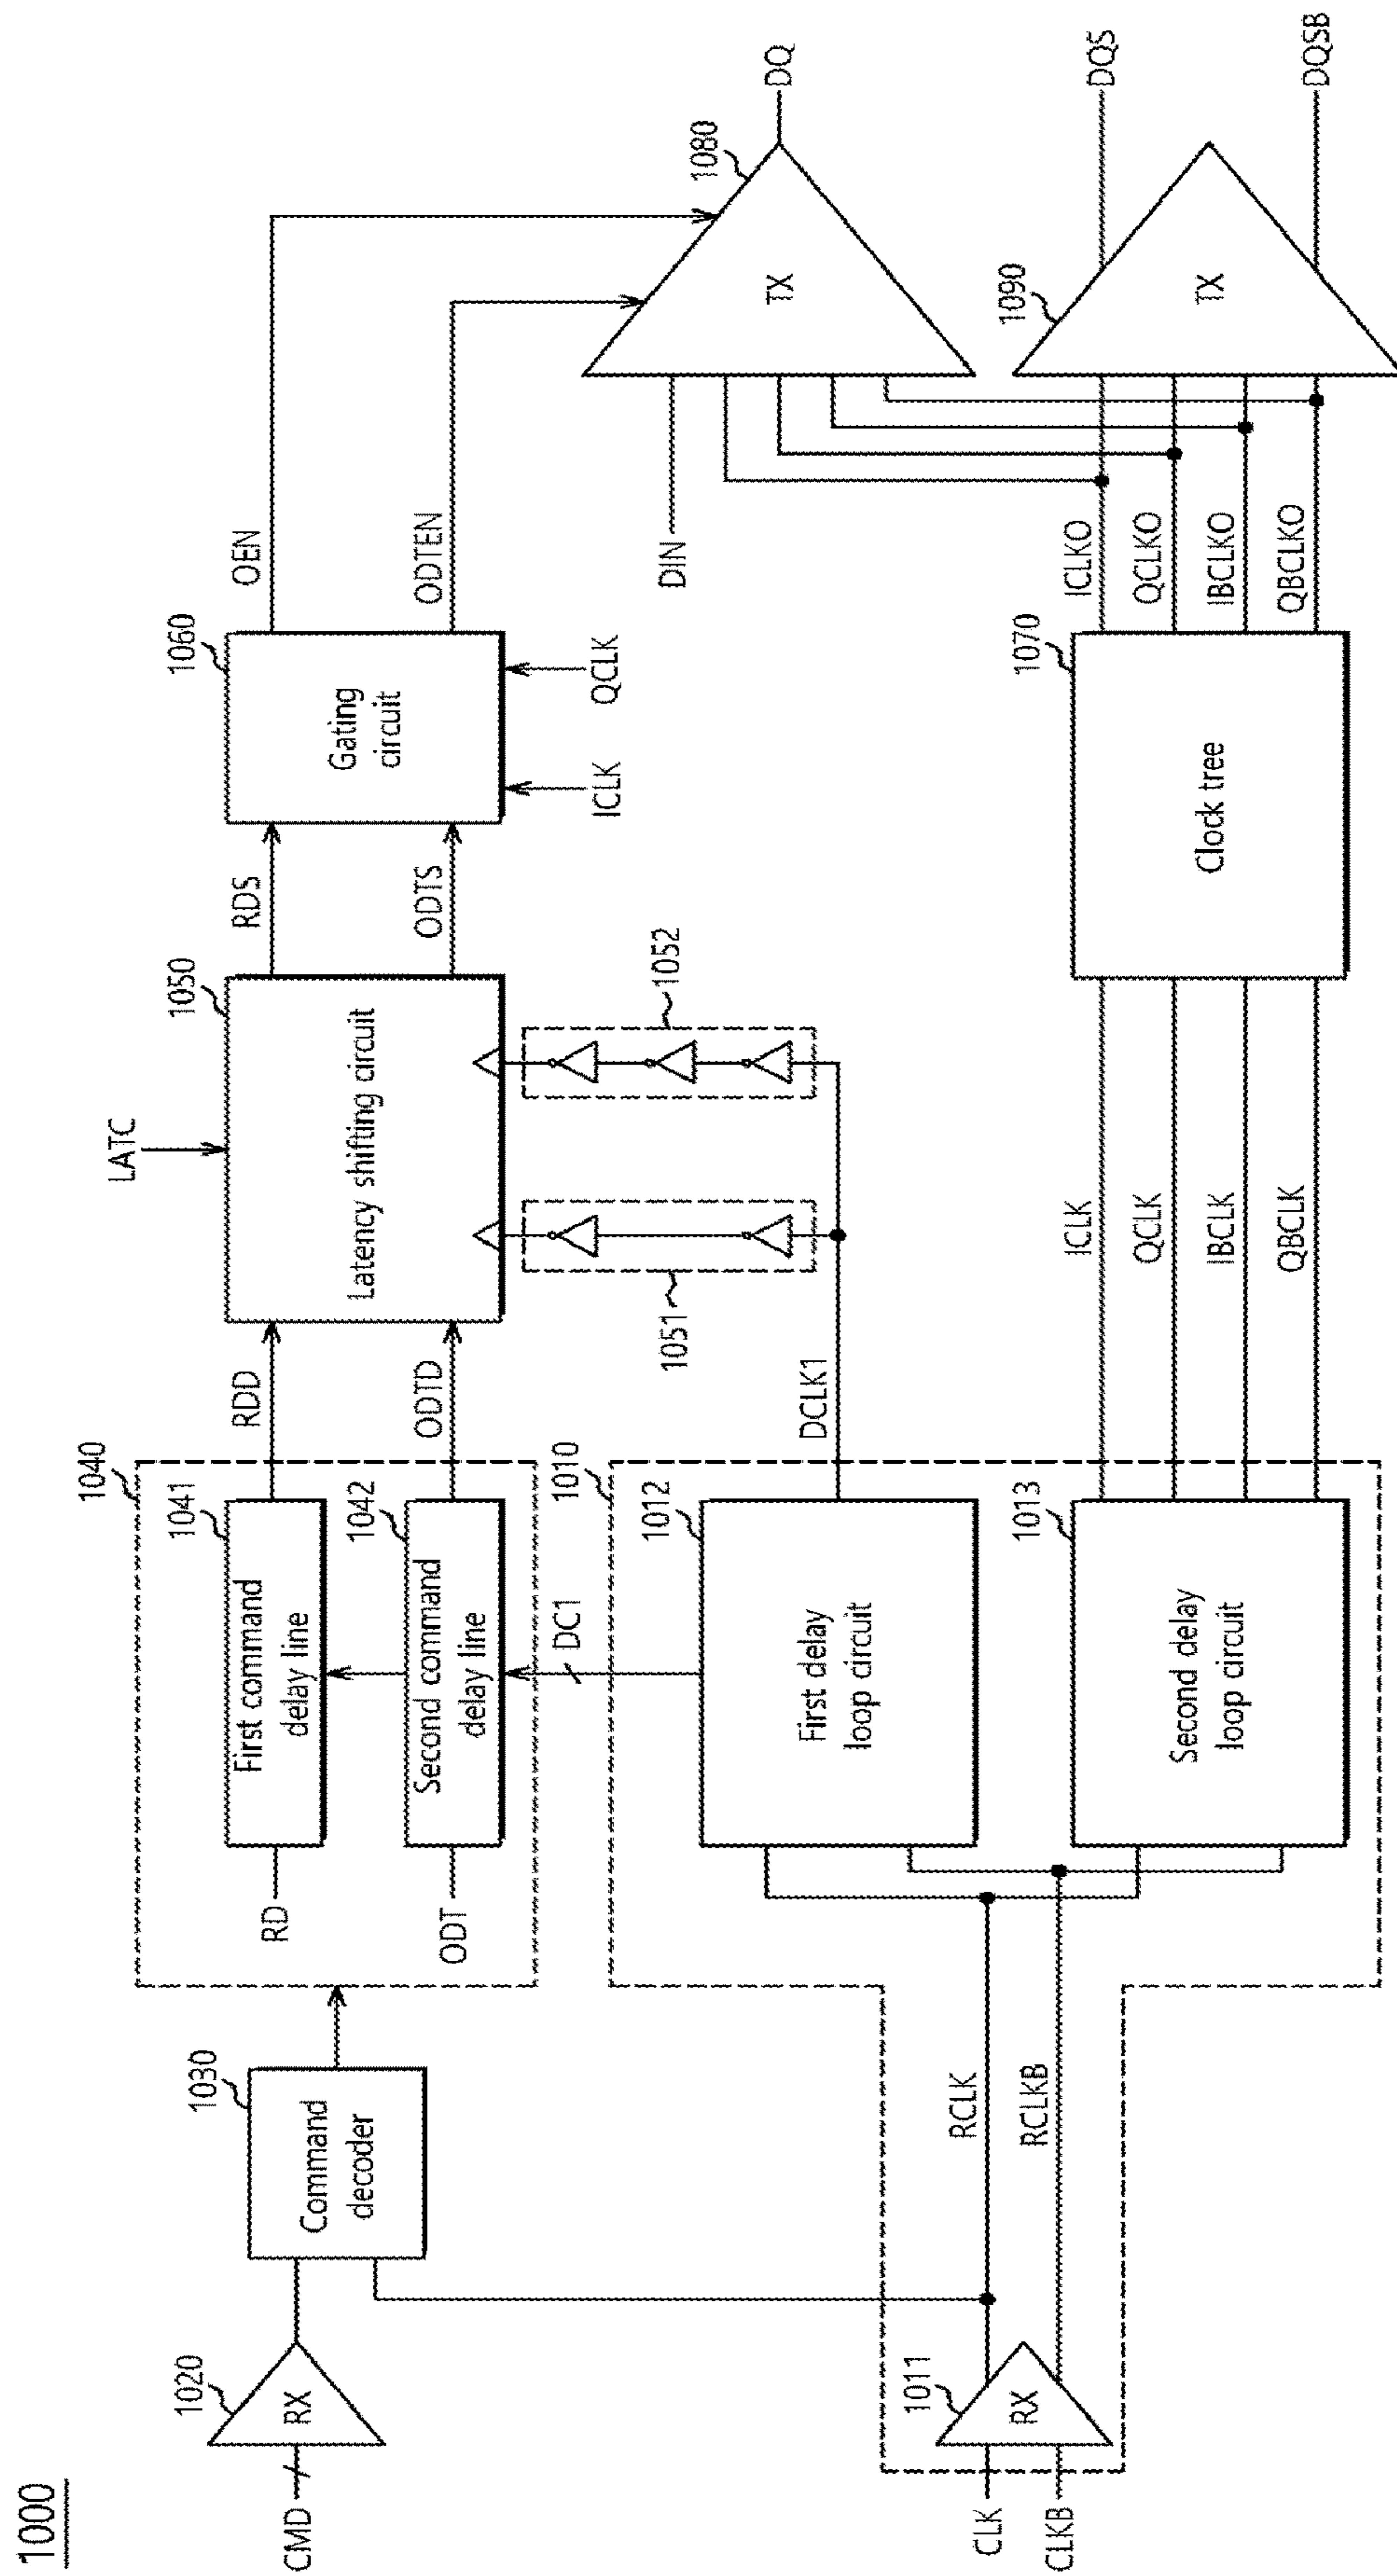 1000
CMD
1020
RX
1030
Command
decoder
1040
RD
1041
First command
delay line
RDD
ODT
1042
Second command
delay line
ODTD
DC1
LATC
1050
Latency shifting circuit
1051
1052
RDS
ODTS
1060
Gating
circuit
ICLK
QCLK
OEN
ODTEN
DIN
1080
TX
DQ
CLK
CLKB
1011
RX
RCLK
RCLKB
1010
1012
First delay
loop circuit
DCLK1
1013
Second delay
loop circuit
ICLK
QCLK
IBCLK
QBCLK
1070
Clock tree
ICLKO
QCLKO
IBCLKO
QBCLKO
1090
TX
DQS
DQSB